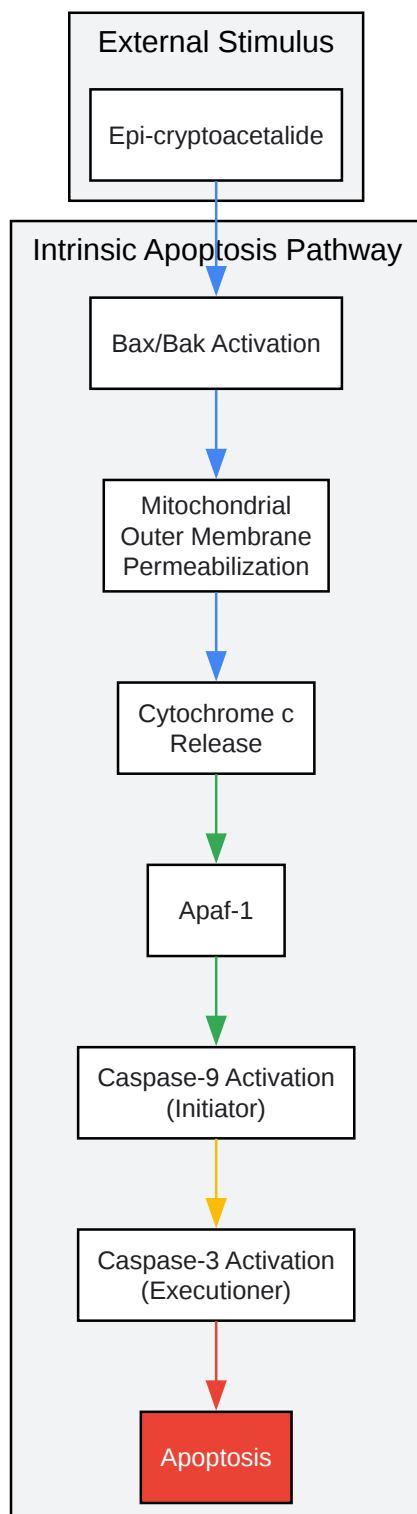 External Stimulus
Epi-cryptoacetalide
Intrinsic Apoptosis Pathway
Bax/Bak Activation
Mitochondrial
Outer Membrane
Permeabilization
Cytochrome c
Release
Apaf-1
Caspase-9 Activation
(Initiator)
Caspase-3 Activation
(Executioner)
Apoptosis